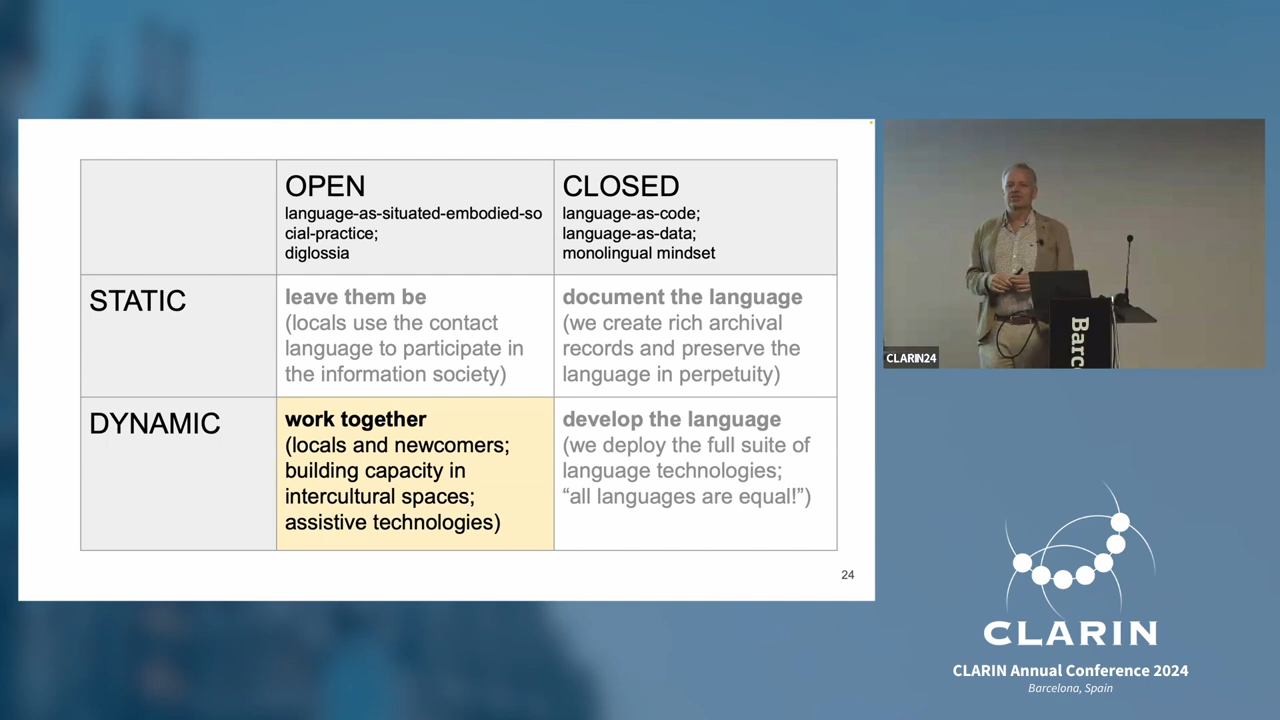 OPEN
language-as-situated-embodied-so
cial-practice;
diglossia
CLOSED
language-as-code;
language-as-data;
monolingual mindset
STATIC
leave them be
(locals use the contact
language to participate in
the information society)
document the language
(we create rich archival
records and preserve the
language in perpetuity)
DYNAMIC
work together
(locals and newcomers;
building capacity in
intercultural spaces;
assistive technologies)
develop the language
(we deploy the full suite of
language technologies;
“all languages are equal!”)
24
Barc
CLARIN24
CLARIN
CLARIN Annual Conference 2024
Barcelona, Spain